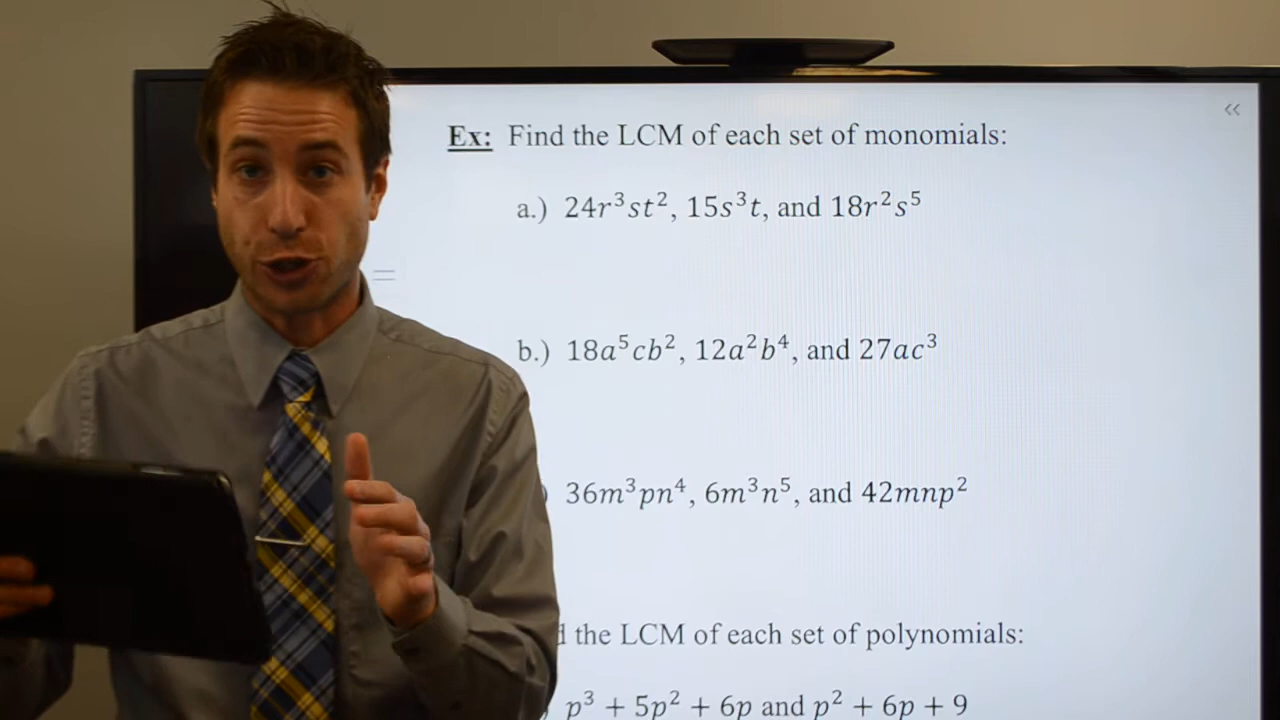 Ex: Find the LCM of each set of monomials:
a.) 24r³st², 15s³t, and 18r²s⁵
b.) 18a⁵cb², 12a²b⁴, and 27ac³
) 36m³pn⁴, 6m³n⁵, and 42mnp²
the LCM of each set of polynomials:
p³ + 5p² + 6p and p² + 6p + 9